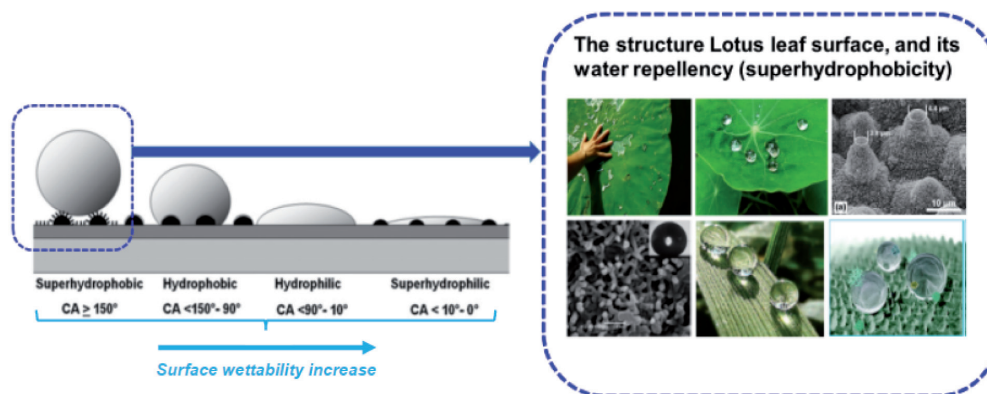 The structure Lotus leaf surface, and its
water repellency (superhydrophobicity)
(a)
10 µm
Superhydrophobic Hydrophobic Hydrophilic Superhydrophilic
CA ≥ 150° CA <150°- 90° CA <90°- 10° CA < 10°- 0°
Surface wettability increase